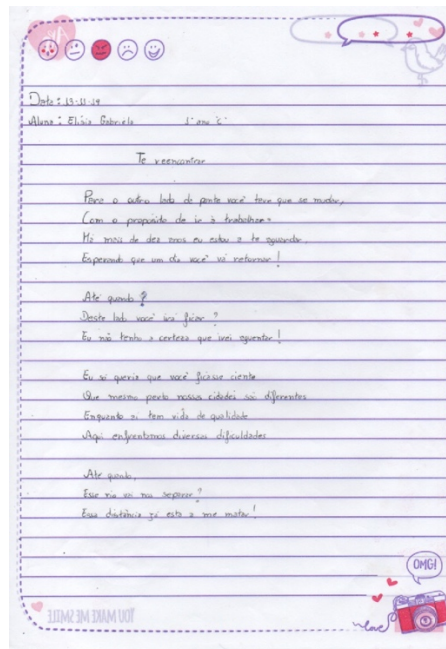 Data: 13-11-19
Aluna: Elisia Gabriela 1º ano "C"
Te reencontrar
Para o outro lado da ponte você teve que se mudar,
Com o propósito de ir à trabalhar.
Há mais de dez anos eu estou a te aguardar,
Esperando que um dia você vá retornar!
Até quando?
Deste lado você irá ficar?
Eu não tenho a certeza que irei aguentar!
Eu só queria que você ficasse ciente
Que mesmo perto nossas cidades são diferentes
Enquanto aí tem vida de qualidade
Aqui enfrentamos diversas dificuldades
Até quando,
Esse rio vai nos separar?
Essa distância já está a me matar!
OMG!
love
YOU MAKE ME SMILE